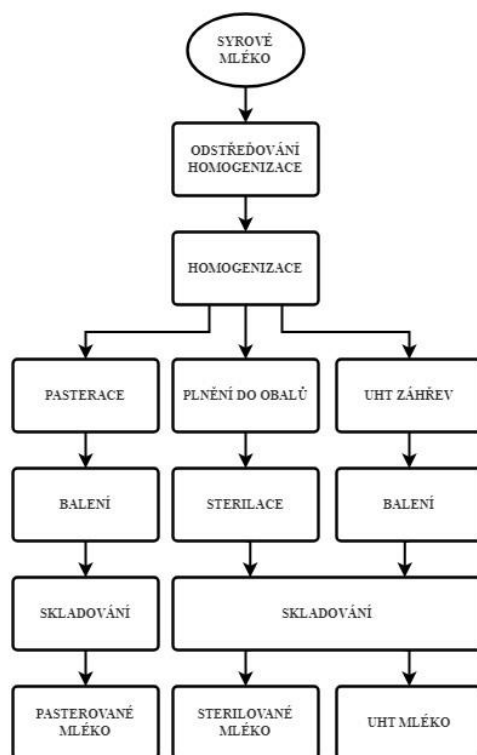 SYROVÉ
MLÉKO
ODSTŘEĎOVÁNÍ
HOMOGENIZACE
HOMOGENIZACE
PASTERACE
PLNĚNÍ DO OBALŮ
UHT ZÁHŘEV
BALENÍ
STERILACE
BALENÍ
SKLADOVÁNÍ
SKLADOVÁNÍ
PASTEROVANÉ
MLÉKO
STERILOVANÉ
MLÉKO
UHT MLÉKO